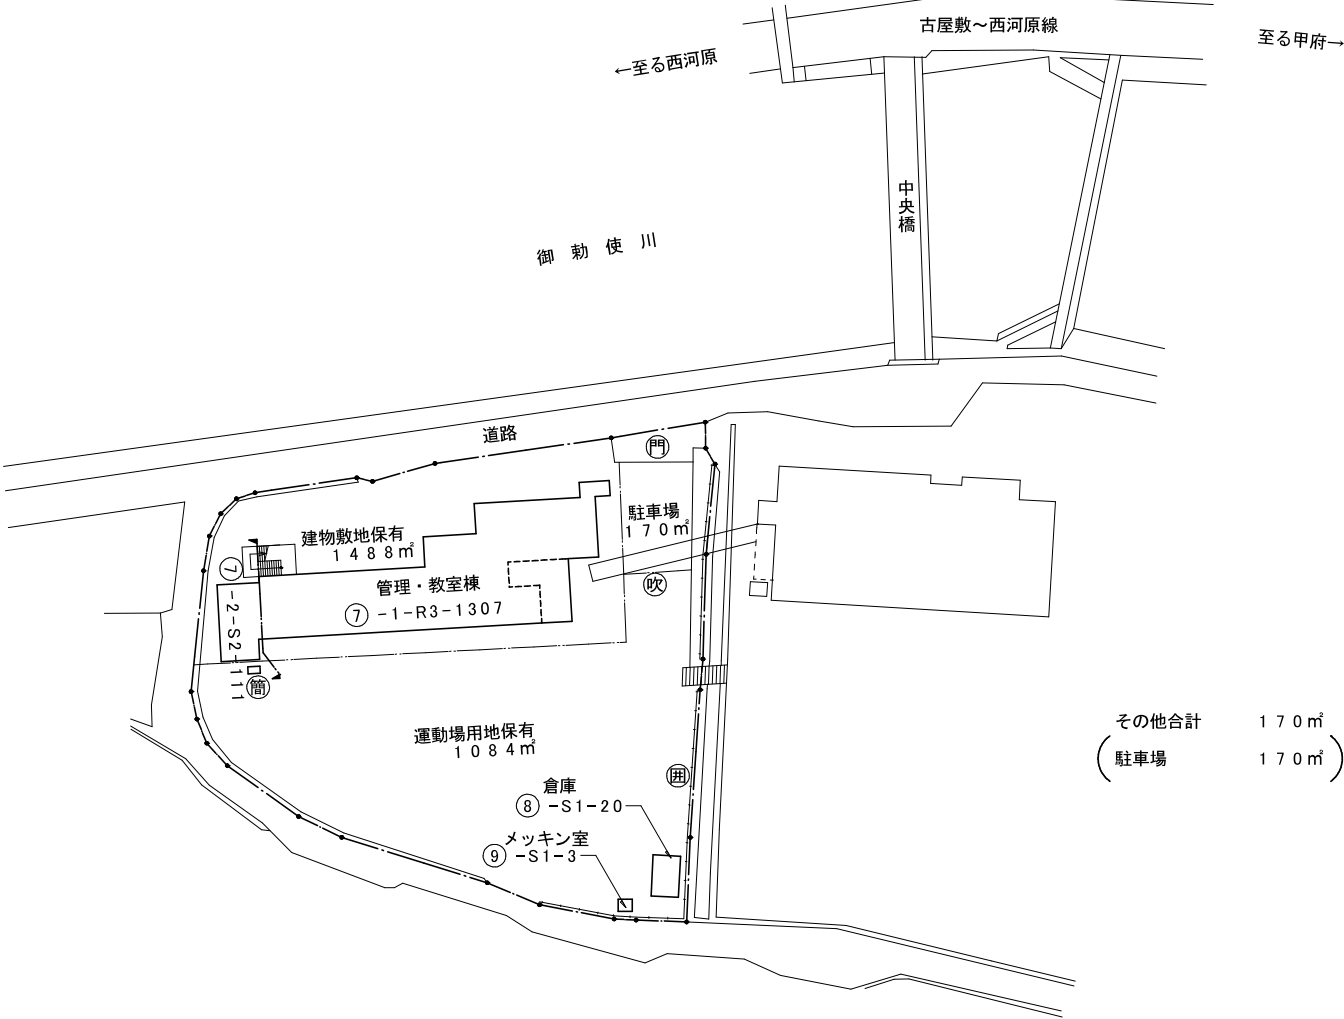 古屋敷～西河原線
至る甲府→
←至る西河原
中央橋
御勅使川
道路
門
駐車場
170㎡
建物敷地保有
1488㎡
管理・教室棟
⑦-1-R3-1307
⑦-2-S2-111
吹
簡
運動場用地保有
1084㎡
囲
倉庫
⑧-S1-20
メッキン室
⑨-S1-3
その他合計 170㎡
(駐車場 170㎡)